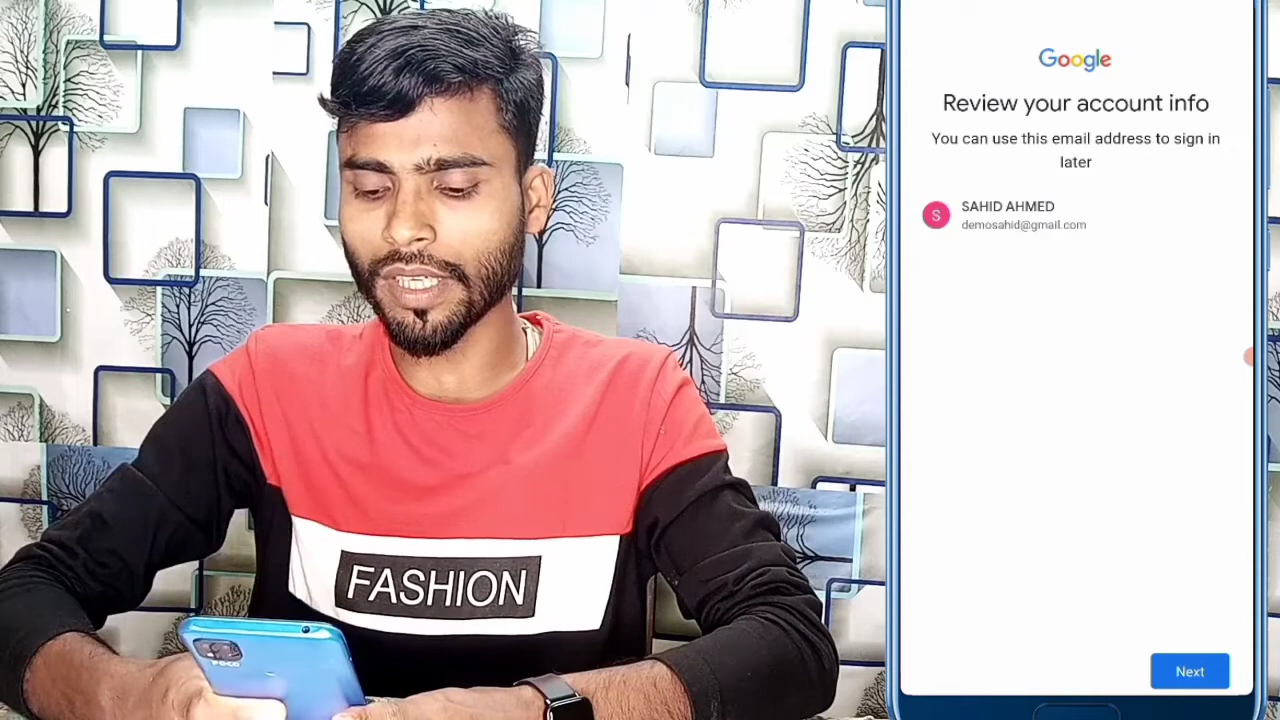 Google
Review your account info
You can use this email address to sign in
later
S
SAHID AHMED
demosahid@gmail.com
FASHION
POCO
Next